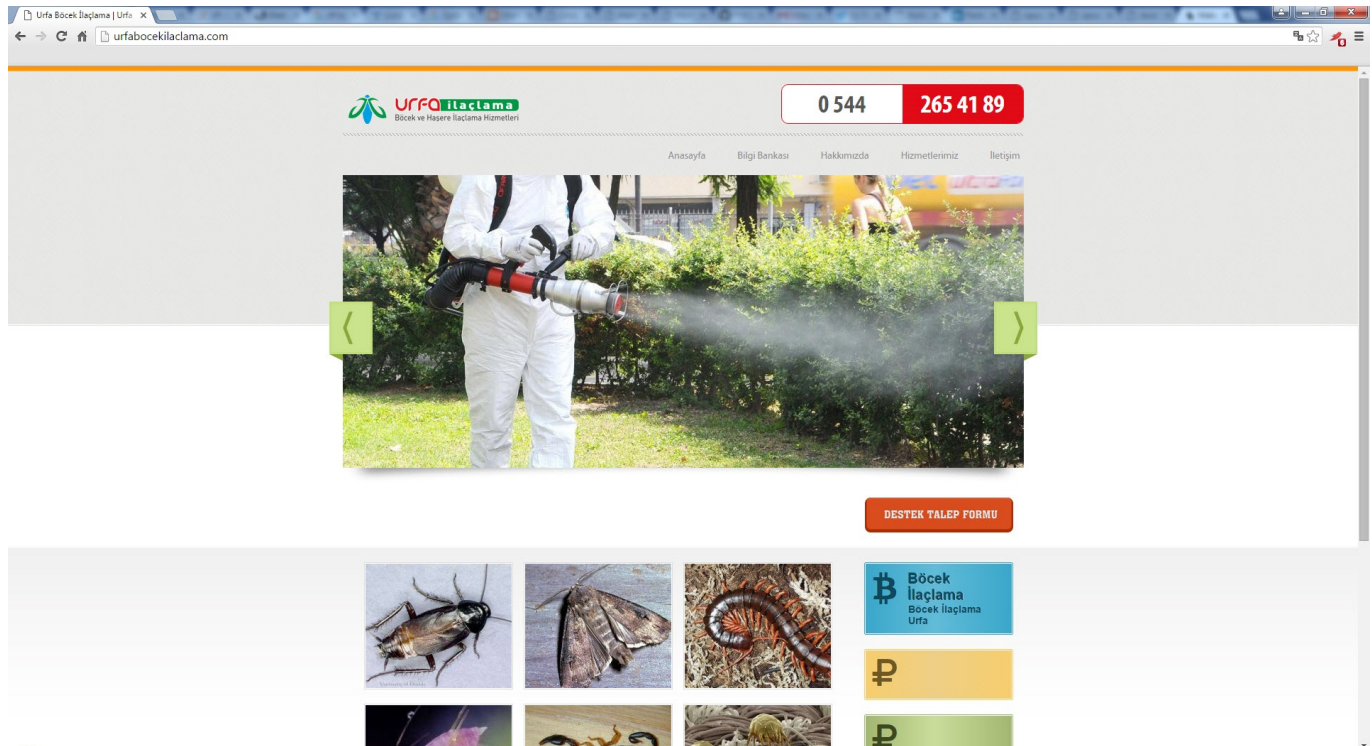 Urfa Böcek İlaçlama | Urfa
urfabocekilaclama.com
urfa ilaçlama
Böcek ve Haşere İlaçlama Hizmetleri
0 544 265 41 89
Anasayfa Bilgi Bankası Hakkımızda Hizmetlerimiz İletişim
DESTEK TALEP FORMU
Böcek
İlaçlama
Böcek İlaçlama
Urfa